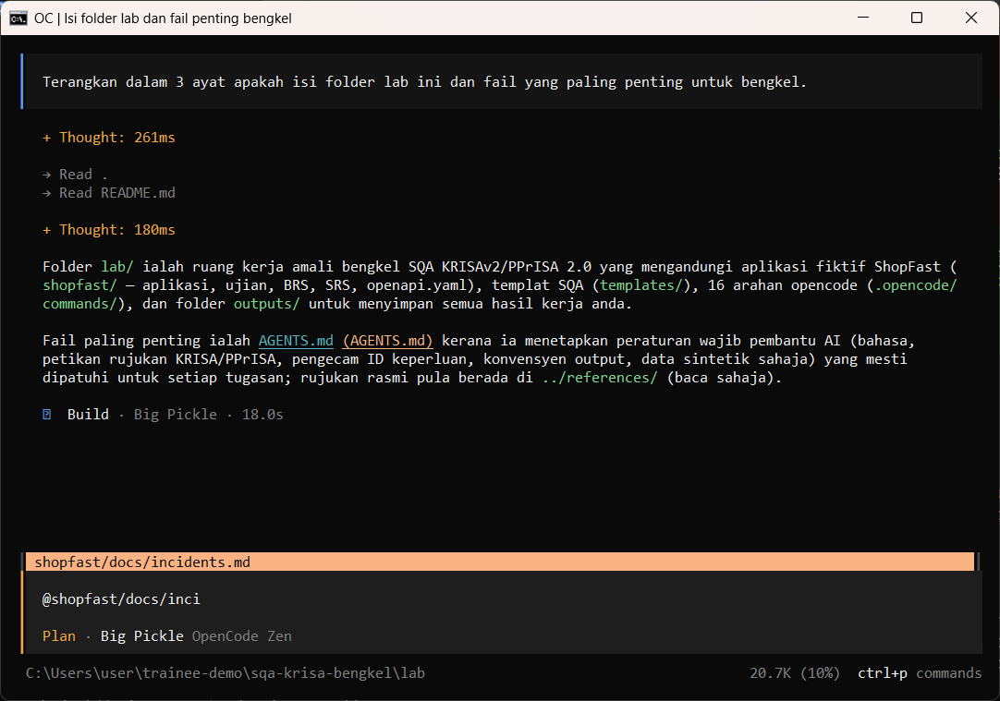 OC | Isi folder lab dan fail penting bengkel
Terangkan dalam 3 ayat apakah isi folder lab ini dan fail yang paling penting untuk bengkel.
+ Thought: 261ms
→ Read .
→ Read README.md
+ Thought: 180ms
Folder lab/ ialah ruang kerja amali bengkel SQA KRISAv2/PPrISA 2.0 yang mengandungi aplikasi fiktif ShopFast (
shopfast/ — aplikasi, ujian, BRS, SRS, openapi.yaml), templat SQA (templates/), 16 arahan opencode (.opencode/
commands/), dan folder outputs/ untuk menyimpan semua hasil kerja anda.
Fail paling penting ialah AGENTS.md (AGENTS.md) kerana ia menetapkan peraturan wajib pembantu AI (bahasa,
petikan rujukan KRISA/PPrISA, pengecam ID keperluan, konvensyen output, data sintetik sahaja) yang mesti
dipatuhi untuk setiap tugasan; rujukan rasmi pula berada di ../references/ (baca sahaja).
Build · Big Pickle · 18.0s
shopfast/docs/incidents.md
@shopfast/docs/inci
Plan · Big Pickle OpenCode Zen
C:\Users\user\trainee-demo\sqa-krisa-bengkel\lab 20.7K (10%) ctrl+p commands